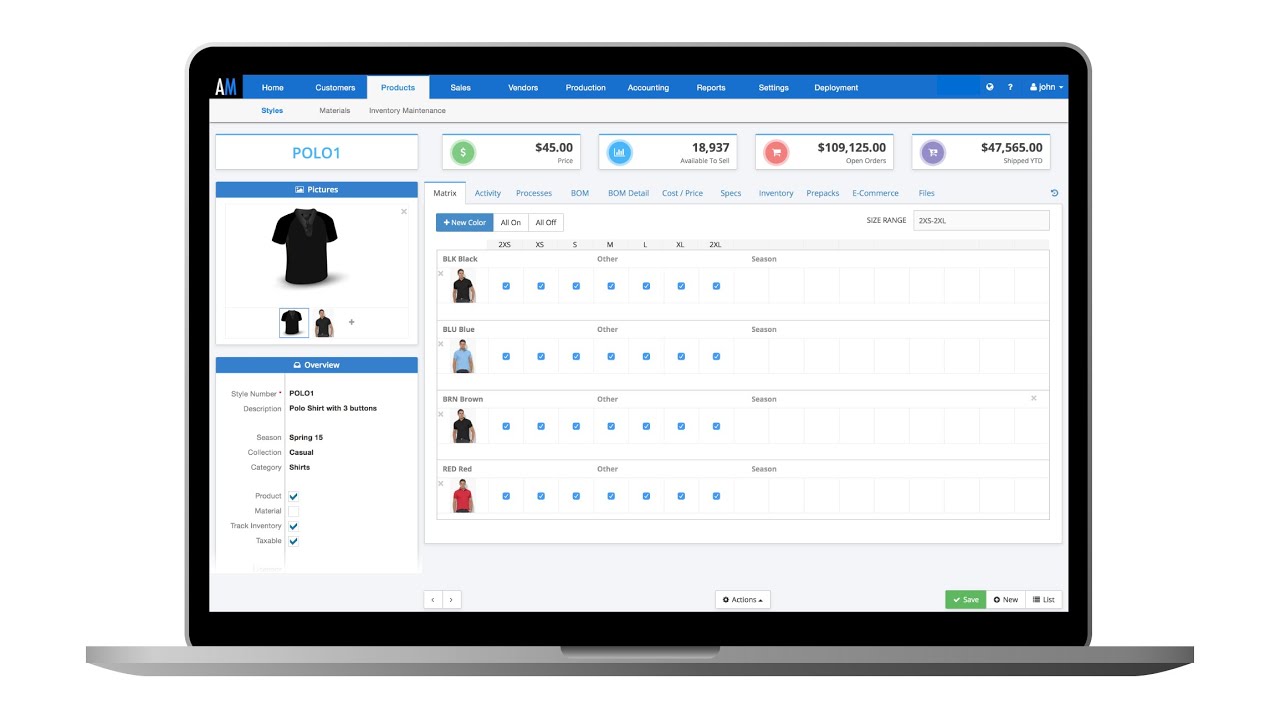 AM Home Customers Products Sales Vendors Production Accounting Reports Settings Deployment ? john
Styles Materials Inventory Maintenance
POLO1
$45.00
Price
18,937
Available To Sell
$109,125.00
Open Orders
$47,565.00
Shipped YTD
Pictures
Matrix Activity Processes BOM BOM Detail Cost / Price Specs Inventory Prepacks E-Commerce Files
+ New Color All On All Off SIZE RANGE 2XS-2XL
2XS XS S M L XL 2XL
BLK Black Other Season
BLU Blue Other Season
BRN Brown Other Season
RED Red Other Season
Overview
Style Number * POLO1
Description Polo Shirt with 3 buttons
Season Spring 15
Collection Casual
Category Shirts
Product
Material
Track Inventory
Taxable
‹ › Actions Save New List